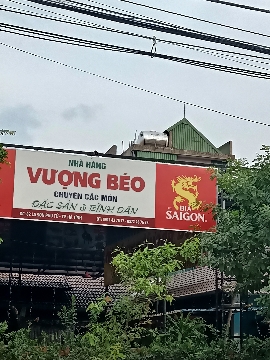 NHÀ HÀNG
VƯỢNG BÉO
CHUYÊN CÁC MÓN
ĐẶC SẢN & BÌNH DÂN
BIA
SAIGON